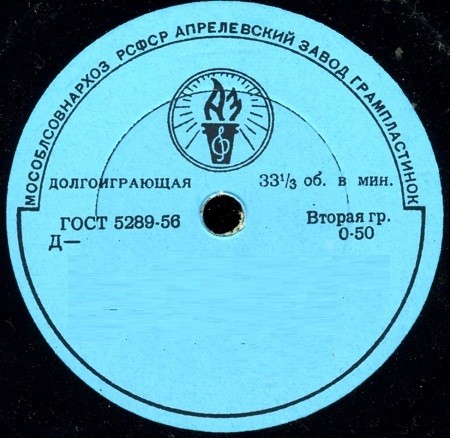 МОСОБЛСОВНАРХОЗ РСФСР АПРЕЛЕВСКИЙ ЗАВОД ГРАМПЛАСТИНОК
АЗ
ДОЛГОИГРАЮЩАЯ 33⅓ об. в мин.
ГОСТ 5289-56 Вторая гр.
Д— 0-50